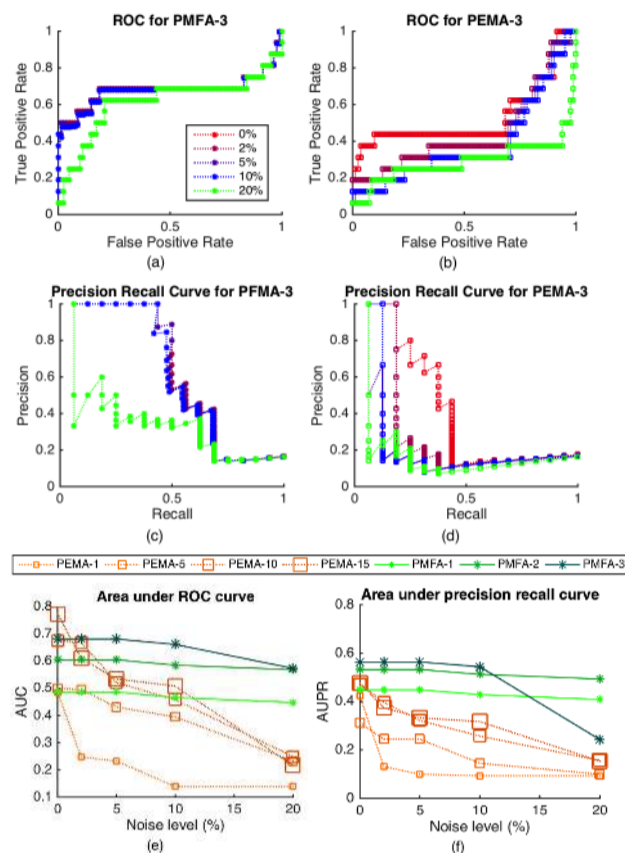 ROC for PMFA-3
True Positive Rate
1
0.8
0.6
0.4
0.2
0
0%
2%
5%
10%
20%
0 0.5 1
False Positive Rate
(a)
ROC for PEMA-3
True Positive Rate
1
0.8
0.6
0.4
0.2
0
0 0.5 1
False Positive Rate
(b)
Precision Recall Curve for PFMA-3
Precision
1
0.8
0.6
0.4
0.2
0
0 0.5 1
Recall
(c)
Precision Recall Curve for PEMA-3
Precision
1
0.8
0.6
0.4
0.2
0
0 0.5 1
Recall
(d)
PEMA-1 PEMA-5 PEMA-10 PEMA-15 PMFA-1 PMFA-2 PMFA-3
Area under ROC curve
AUC
0.8
0.7
0.6
0.5
0.4
0.3
0.2
0.1
0 5 10 20
Noise level (%)
(e)
Area under precision recall curve
AUPR
0.8
0.6
0.4
0.2
0
0 5 10 20
Noise level (%)
(f)